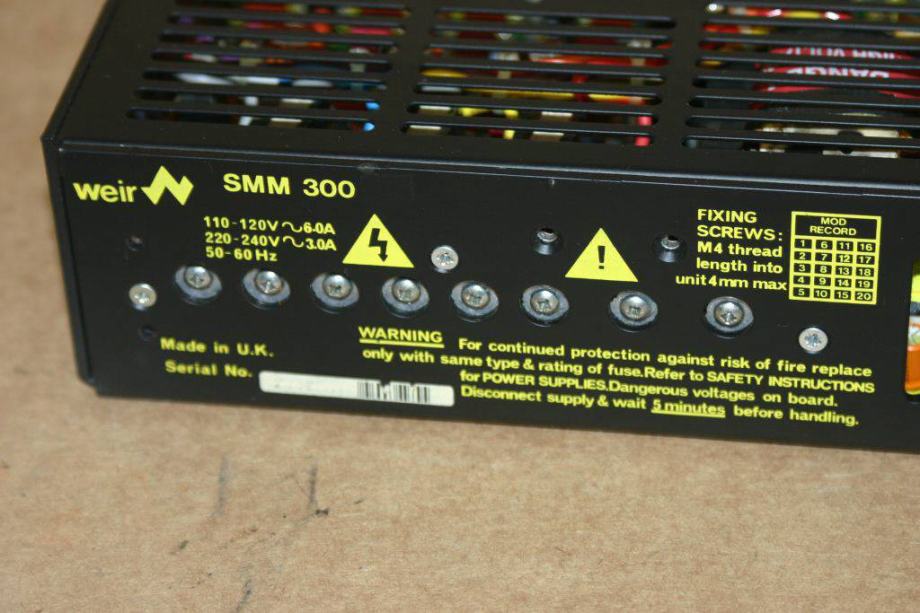 weir
SMM 300
110-120V ~ 6·0A
220-240V ~ 3.0A
50-60 Hz
FIXING
SCREWS:
M4 thread
length into
unit 4mm max
MOD
RECORD
1 6 11 16
2 7 12 17
3 8 13 18
4 9 14 19
5 10 15 20
Made in U.K.
Serial No.
WARNING For continued protection against risk of fire replace
only with same type & rating of fuse.Refer to SAFETY INSTRUCTIONS
for POWER SUPPLIES.Dangerous voltages on board.
Disconnect supply & wait 5 minutes before handling.
!